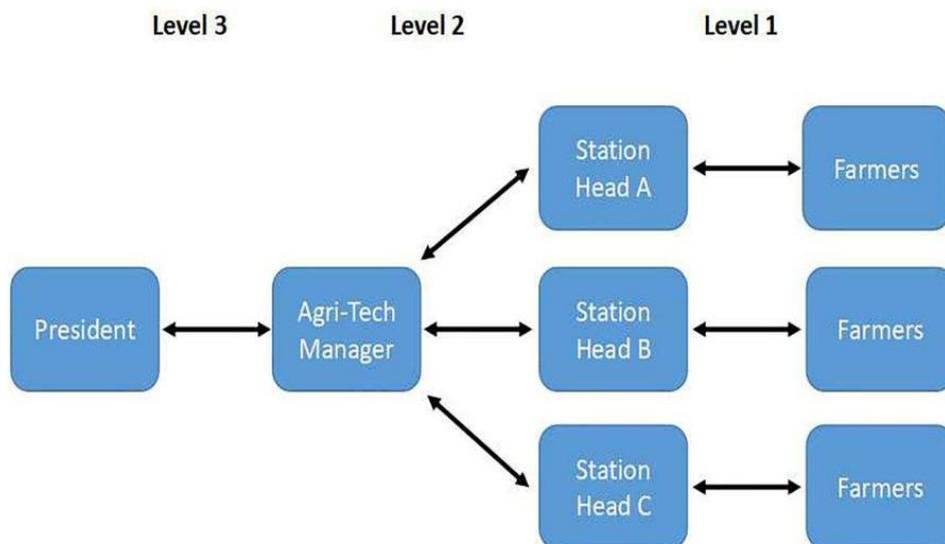 Level 3
Level 2
Level 1
Station
Head A
Farmers
President
Agri-Tech
Manager
Station
Head B
Farmers
Station
Head C
Farmers